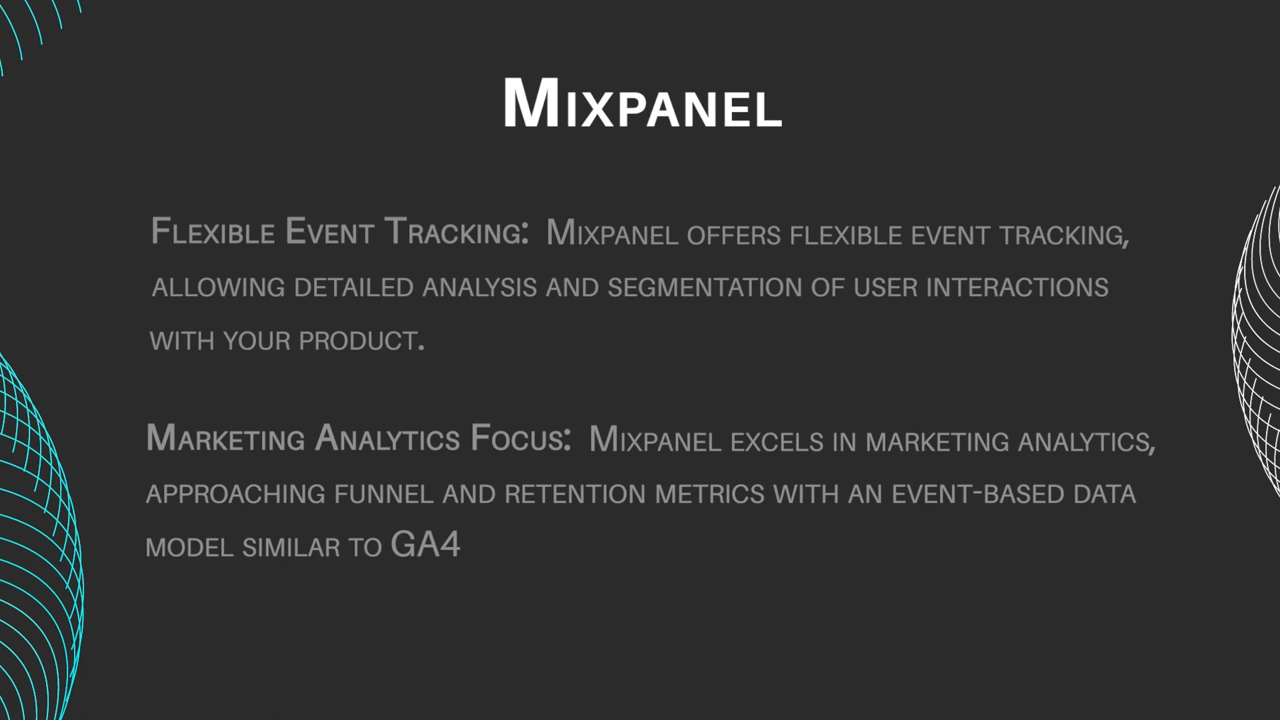 Mixpanel
Flexible Event Tracking: Mixpanel offers flexible event tracking,
allowing detailed analysis and segmentation of user interactions
with your product.
Marketing Analytics Focus: Mixpanel excels in marketing analytics,
approaching funnel and retention metrics with an event-based data
model similar to GA4